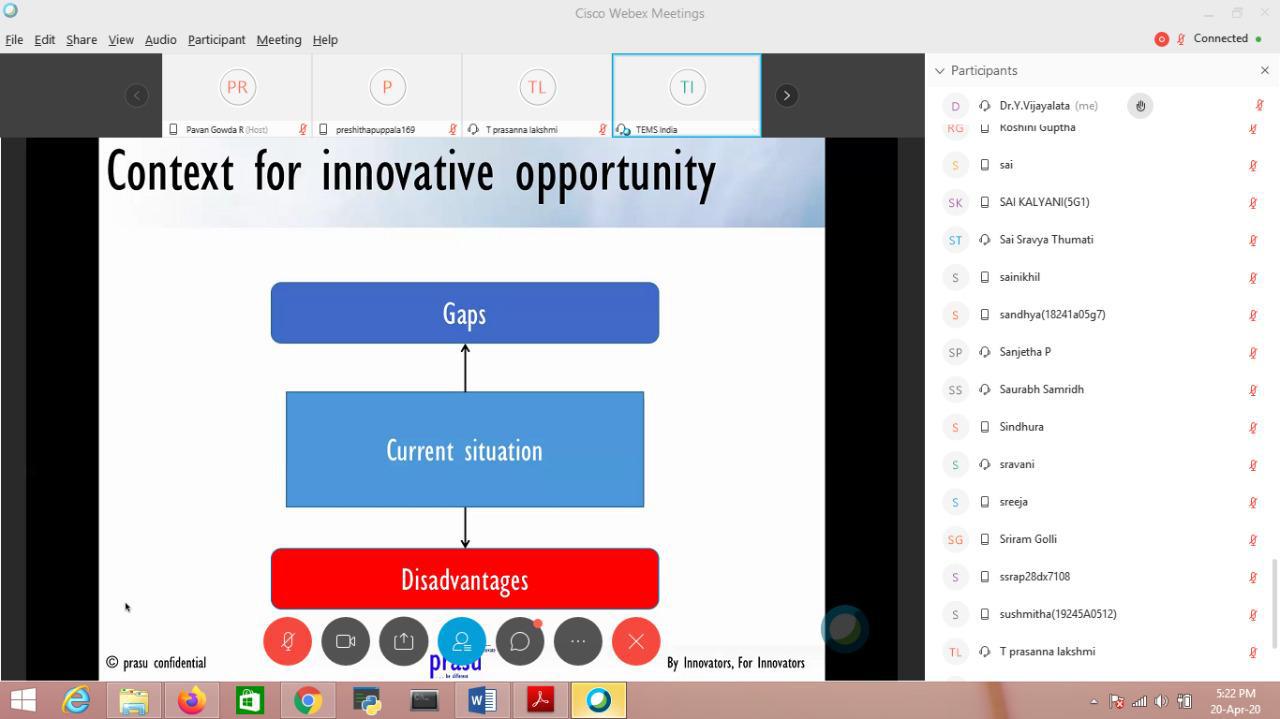 Cisco Webex Meetings
File Edit Share View Audio Participant Meeting Help
Connected
PR
Pavan Gowda R (Host)
P
preshithapuppala169
TL
T prasanna lakshmi
TI
TEMS India
Context for innovative opportunity
Gaps
Current situation
Disadvantages
© prasu confidential
prasu
... be different
By Innovators, For Innovators
Participants
D Dr.Y.Vijayalata (me)
RG Roshini Guptha
S sai
SK SAI KALYANI(5G1)
ST Sai Sravya Thumati
S sainikhil
S sandhya(18241a05g7)
SP Sanjetha P
SS Saurabh Samridh
S Sindhura
S sravani
S sreeja
SG Sriram Golli
S ssrap28dx7108
S sushmitha(19245A0512)
TL T prasanna lakshmi
5:22 PM
20-Apr-20